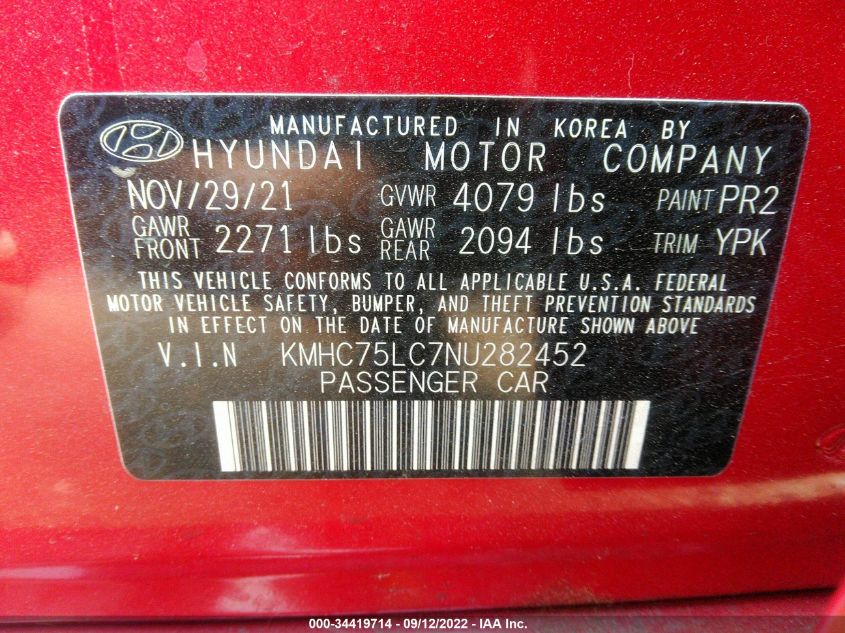 MANUFACTURED IN KOREA BY
HYUNDAI MOTOR COMPANY
NOV/29/21 GVWR 4079 lbs PAINT PR2
GAWR FRONT 2271 lbs GAWR REAR 2094 lbs TRIM YPK
THIS VEHICLE CONFORMS TO ALL APPLICABLE U.S.A. FEDERAL
MOTOR VEHICLE SAFETY, BUMPER, AND THEFT PREVENTION STANDARDS
IN EFFECT ON THE DATE OF MANUFACTURE SHOWN ABOVE
V.I.N KMHC75LC7NU282452
PASSENGER CAR
000-34419714 - 09/12/2022 - IAA Inc.